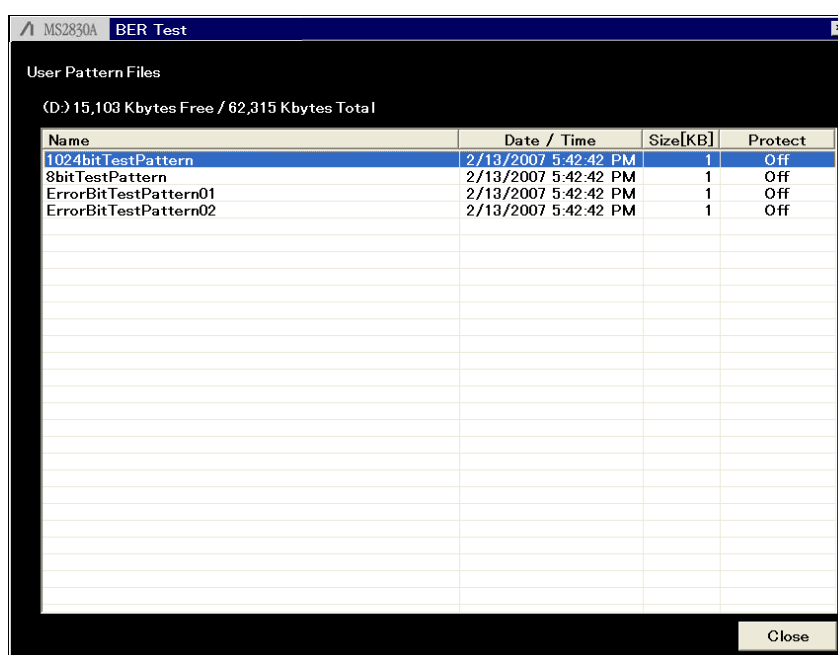 MS2830A BER Test
User Pattern Files
(D:) 15,103 Kbytes Free / 62,315 Kbytes Total
Name Date / Time Size[KB] Protect
1024bitTestPattern 2/13/2007 5:42:42 PM 1 Off
8bitTestPattern 2/13/2007 5:42:42 PM 1 Off
ErrorBitTestPattern01 2/13/2007 5:42:42 PM 1 Off
ErrorBitTestPattern02 2/13/2007 5:42:42 PM 1 Off
Close